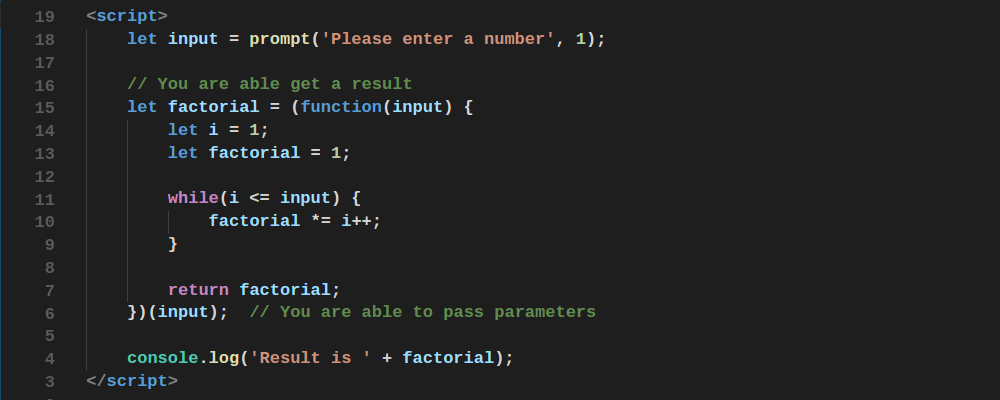 19 <script>
18 let input = prompt('Please enter a number', 1);
17
16 // You are able get a result
15 let factorial = (function(input) {
14 let i = 1;
13 let factorial = 1;
12
11 while(i <= input) {
10 factorial *= i++;
9 }
8
7 return factorial;
6 })(input);  // You are able to pass parameters
5
4 console.log('Result is ' + factorial);
3 </script>